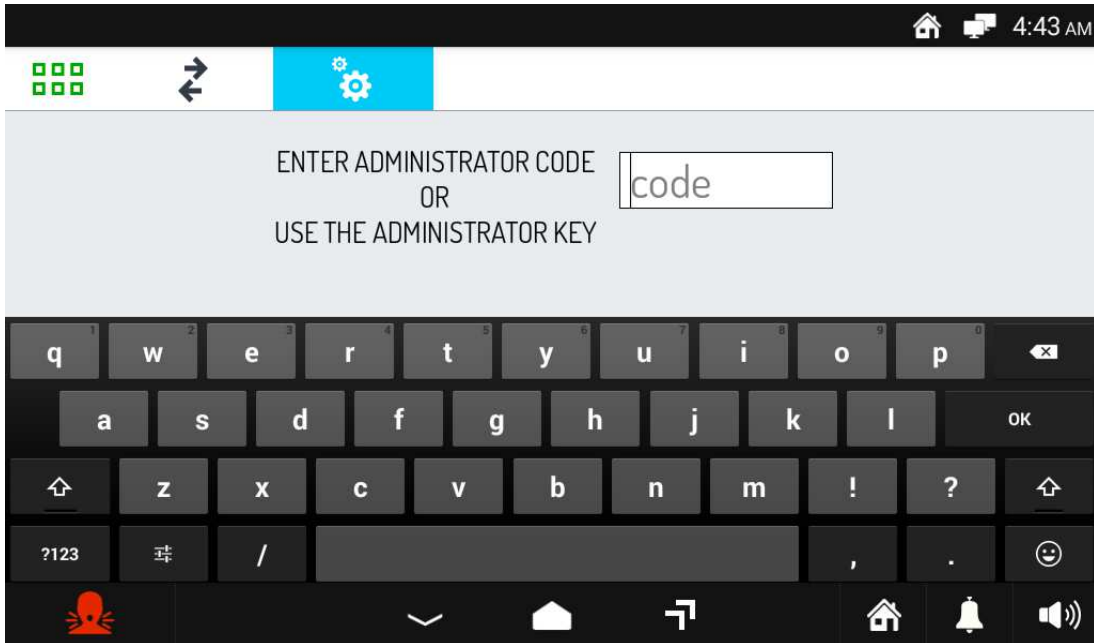 4:43 AM
ENTER ADMINISTRATOR CODE
OR
USE THE ADMINISTRATOR KEY
code
1 2 3 4 5 6 7 8 9 0
q w e r t y u i o p
a s d f g h j k l OK
z x c v b n m ! ?
?123 / , .